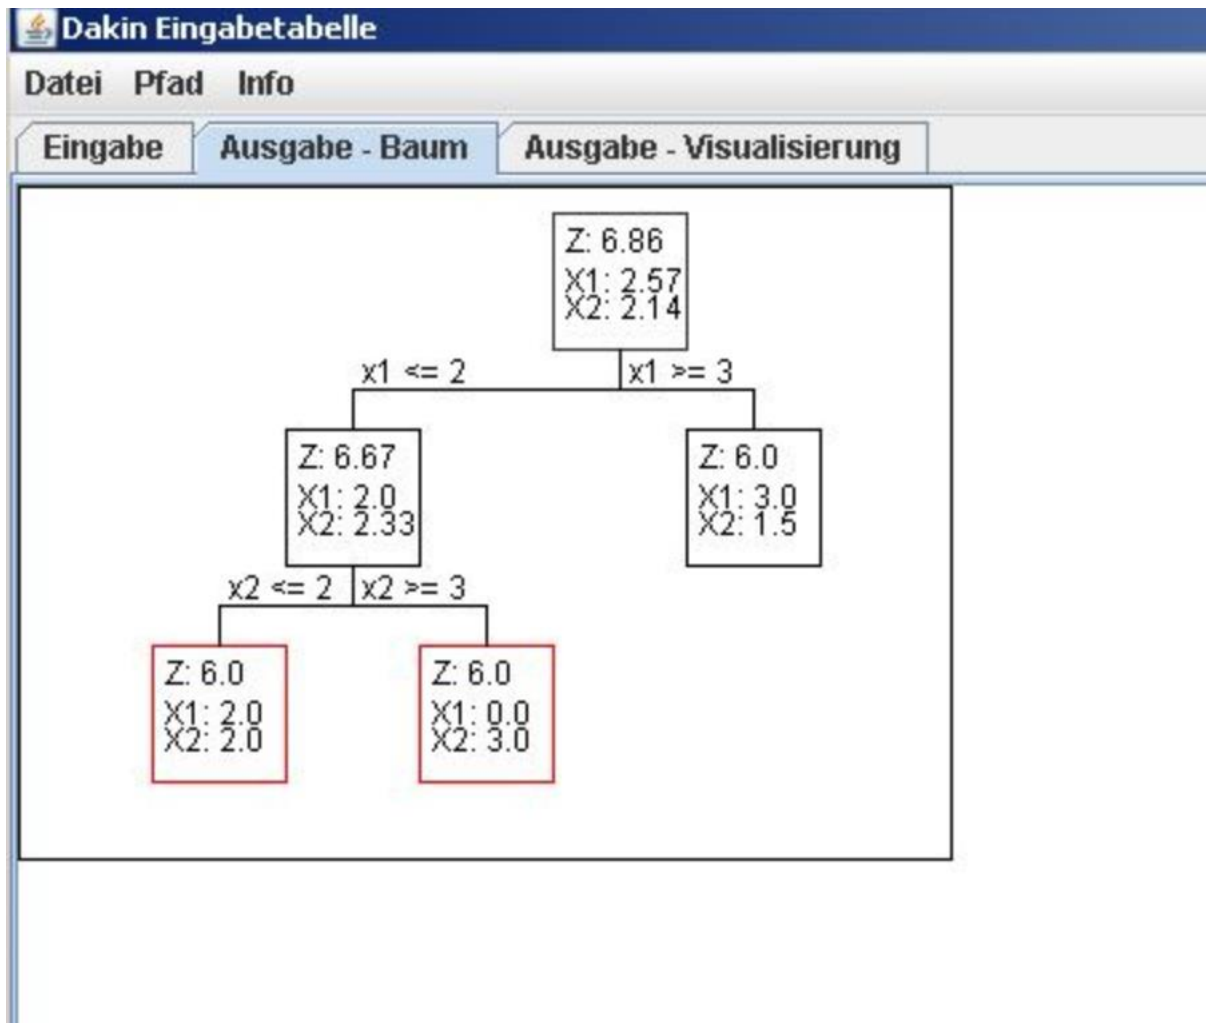 Dakin Eingabetabelle
Datei Pfad Info
Eingabe Ausgabe - Baum Ausgabe - Visualisierung
Z: 6.86
X1: 2.57
X2: 2.14
x1 <= 2 x1 >= 3
Z: 6.67
X1: 2.0
X2: 2.33
Z: 6.0
X1: 3.0
X2: 1.5
x2 <= 2 x2 >= 3
Z: 6.0
X1: 2.0
X2: 2.0
Z: 6.0
X1: 0.0
X2: 3.0